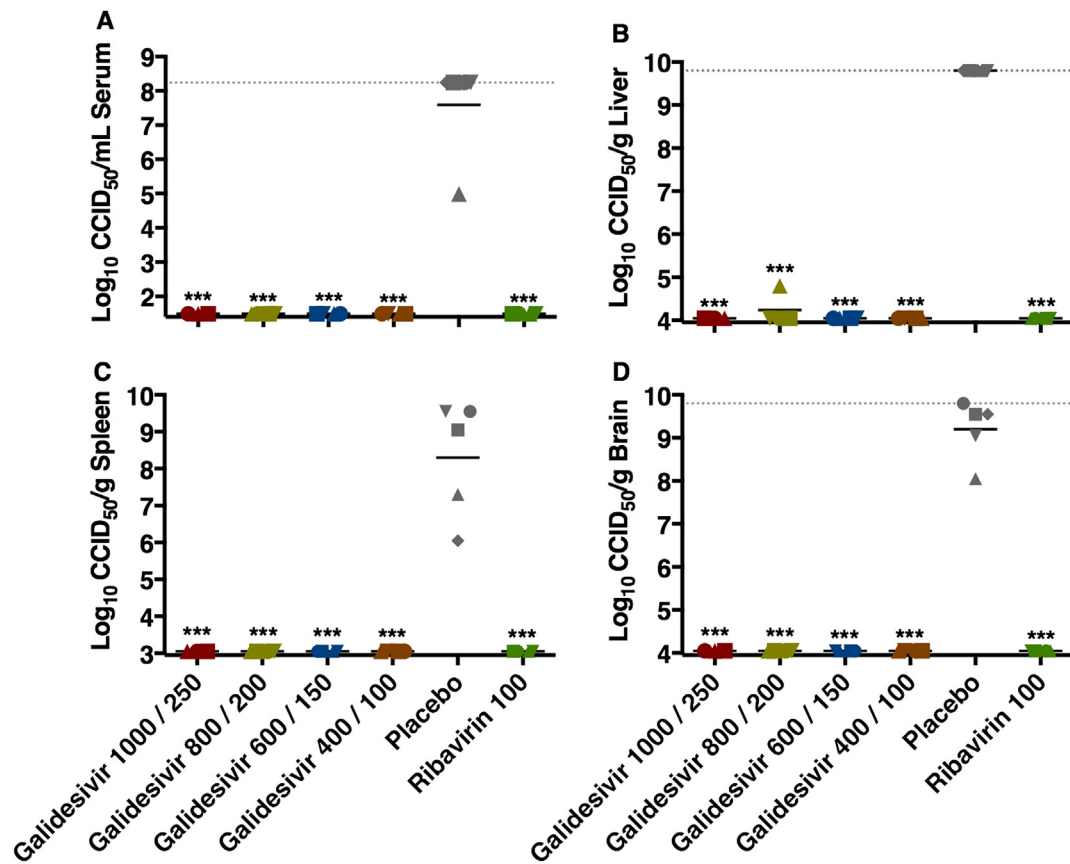 A
Log10 CCID50/mL Serum
9
8
7
6
5
4
3
2
***
***
***
***
***
B
Log10 CCID50/g Liver
10
9
8
7
6
5
4
***
***
***
***
***
C
Log10 CCID50/g Spleen
10
9
8
7
6
5
4
3
***
***
***
***
***
D
Log10 CCID50/g Brain
10
9
8
7
6
5
4
***
***
***
***
***
Galidesivir 1000 / 250
Galidesivir 800 / 200
Galidesivir 600 / 150
Galidesivir 400 / 100
Placebo
Ribavirin 100
Galidesivir 1000 / 250
Galidesivir 800 / 200
Galidesivir 600 / 150
Galidesivir 400 / 100
Placebo
Ribavirin 100